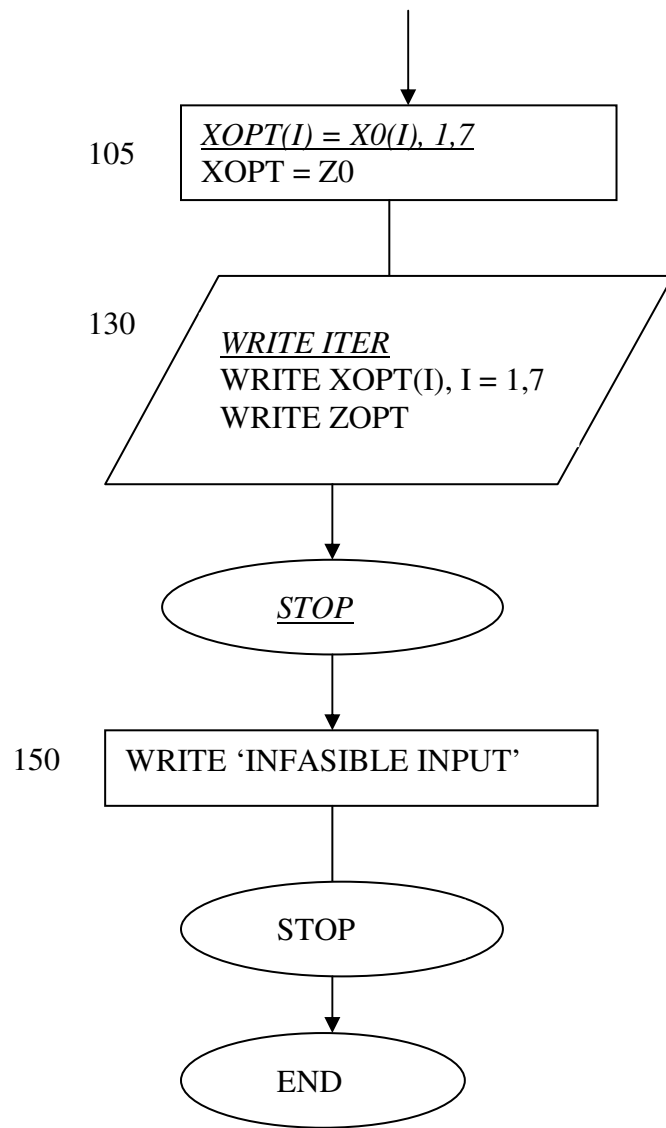 105
XOPT(I) = X0(I), 1,7
XOPT = Z0
130
WRITE ITER
WRITE XOPT(I), I = 1,7
WRITE ZOPT
STOP
150
WRITE ‘INFASIBLE INPUT’
STOP
END